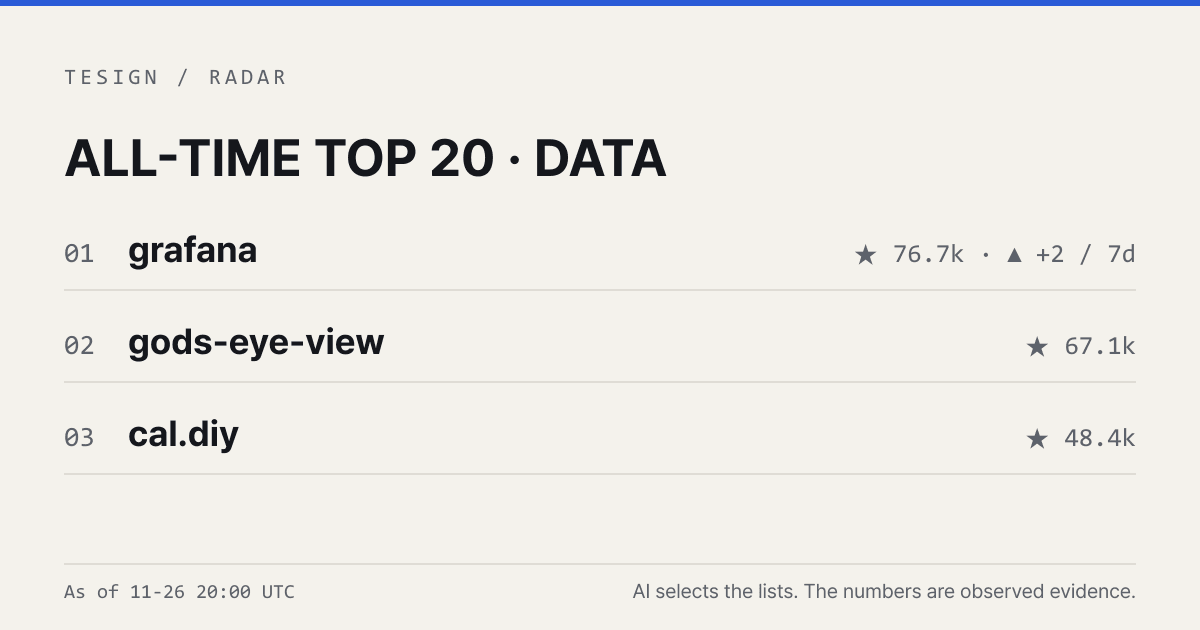 TESIGN / RADAR
ALL-TIME TOP 20 · DATA
01 grafana ★ 76.7k · ▲ +2 / 7d
02 gods-eye-view ★ 67.1k
03 cal.diy ★ 48.4k
As of 11-26 20:00 UTC AI selects the lists. The numbers are observed evidence.